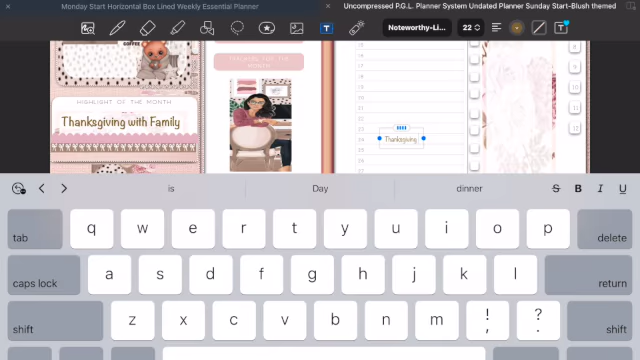 Monday Start Horizontal Box Lined Weekly Essential Planner
Uncompressed P.G.L. Planner System Undated Planner Sunday Start-Blush themed
Noteworthy-Li...
22
COFFEE
HIGHLIGHT OF THE MONTH
Thanksgiving with Family
Thanksgiving
is
Day
dinner
S B I U
tab q w e r t y u i o p delete
caps lock a s d f g h j k l return
shift z x c v b n m ! , ? . shift